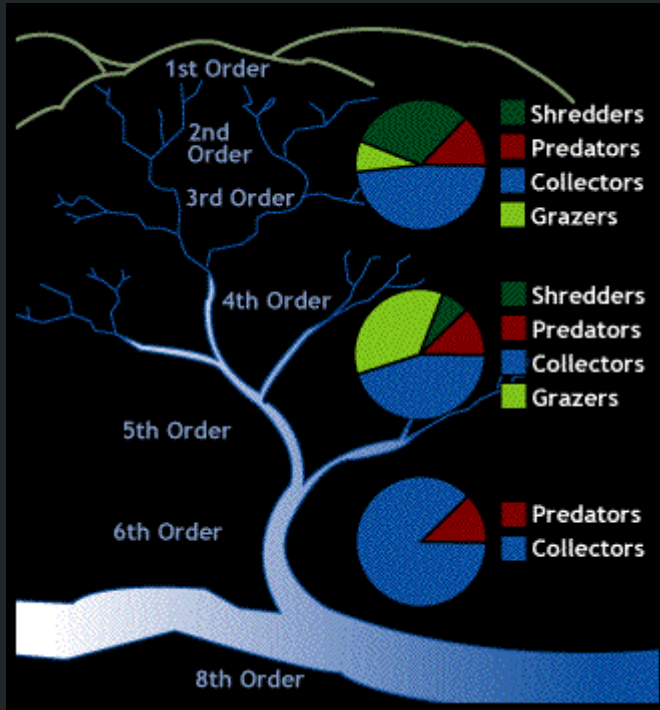 1st Order
2nd
Order
3rd Order
Shredders
Predators
Collectors
Grazers
4th Order
Shredders
Predators
Collectors
Grazers
5th Order
6th Order
Predators
Collectors
8th Order